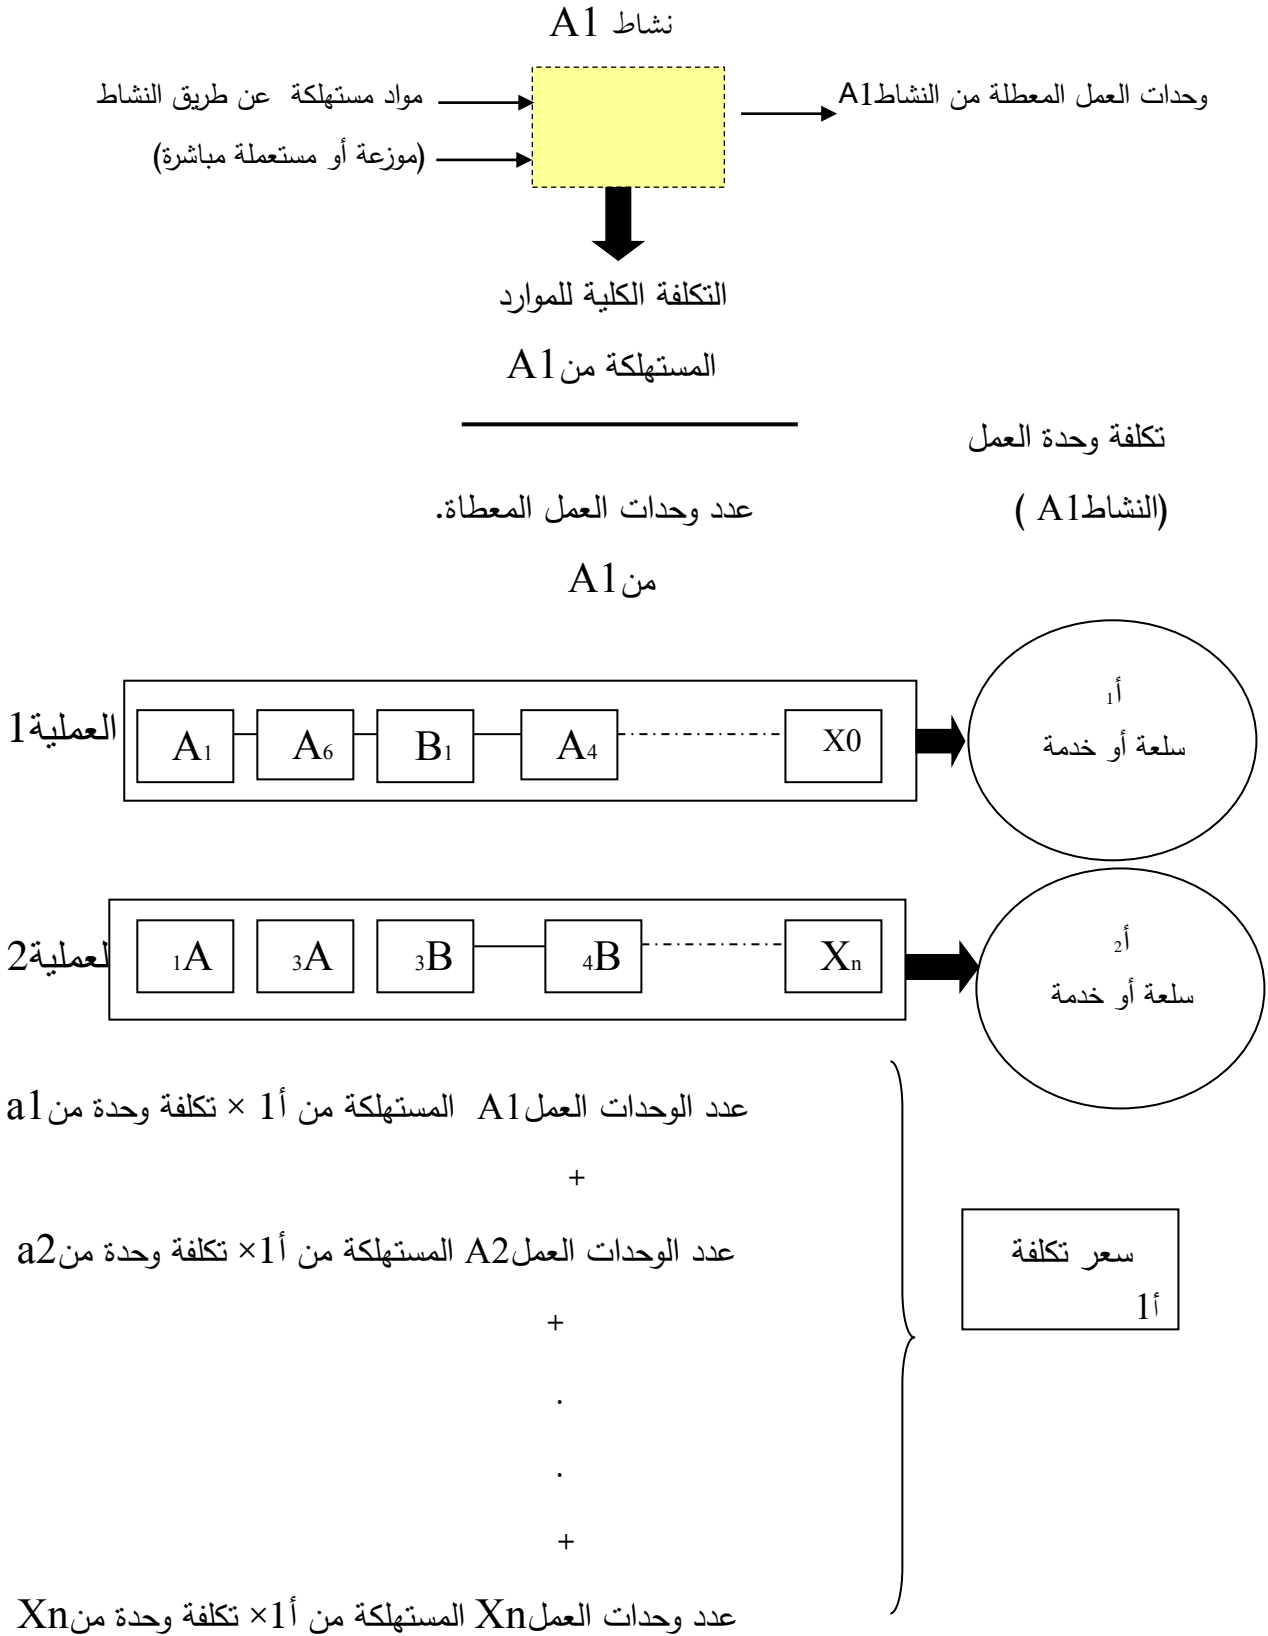 نشاط A1
مواد مستهلكة عن طريق النشاط
(موزعة أو مستعملة مباشرة)
وحدات العمل المعطلة من النشاطA1
التكلفة الكلية للموارد
المستهلكة منA1
تكلفة وحدة العمل
(النشاطA1 )
عدد وحدات العمل المعطاة.
منA1
العملية1
A1
A6
B1
A4
X0
أ1
سلعة أو خدمة
لعملية2
1A
3A
3B
4B
Xn
أ2
سلعة أو خدمة
عدد الوحدات العملA1 المستهلكة من أ1 × تكلفة وحدة منa1
+
عدد الوحدات العملA2 المستهلكة من أ1× تكلفة وحدة منa2
+
.
.
+
عدد وحدات العملXn المستهلكة من أ1× تكلفة وحدة منXn
سعر تكلفة
أ1